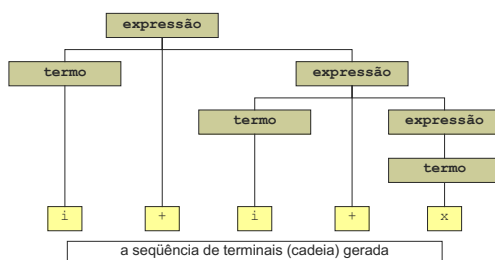 expressão
termo
expressão
termo
expressão
termo
i
+
i
+
x
a seqüência de terminais (cadeia) gerada